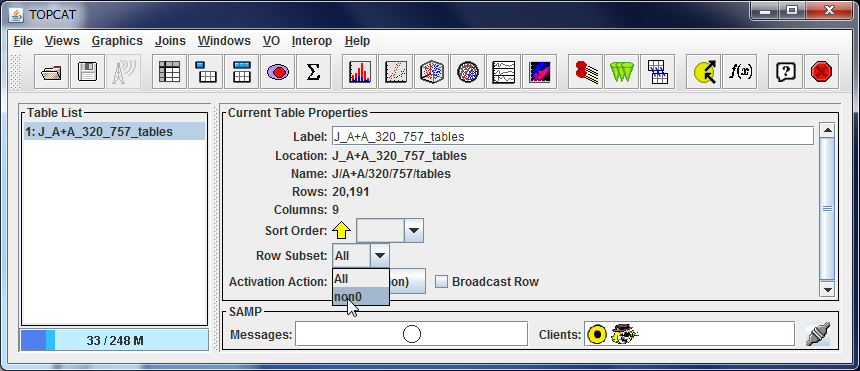 TOPCAT
File Views Graphics Joins Windows VO Interop Help
Σ f(x) ?
Table List
1: J_A+A_320_757_tables
33 / 248 M
Current Table Properties
Label: J_A+A_320_757_tables
Location: J_A+A_320_757_tables
Name: J/A+A/320/757/tables
Rows: 20,191
Columns: 9
Sort Order:
Row Subset: All
All
non0
Activation Action: on) Broadcast Row
SAMP
Messages: Clients: